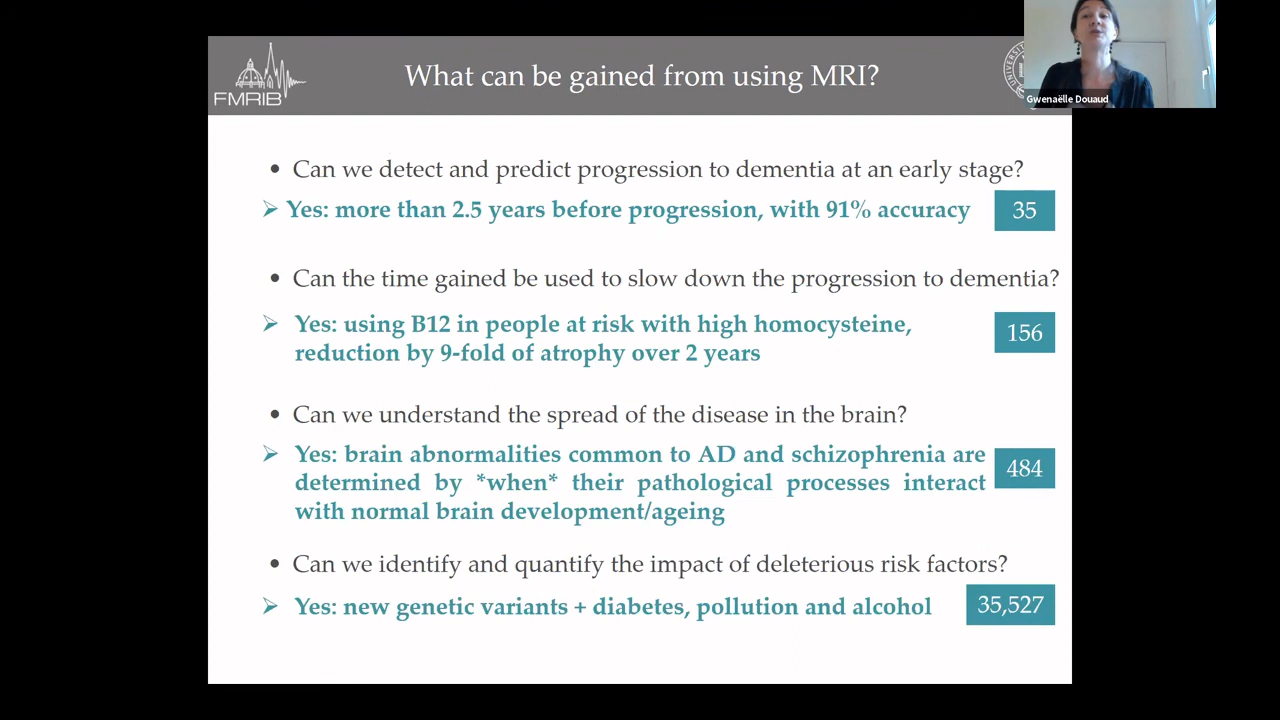 What can be gained from using MRI?
FMRIB
UNIVERSIT
Gwenaëlle Douaud
• Can we detect and predict progression to dementia at an early stage?
➢ Yes: more than 2.5 years before progression, with 91% accuracy
35
• Can the time gained be used to slow down the progression to dementia?
➢ Yes: using B12 in people at risk with high homocysteine,
reduction by 9-fold of atrophy over 2 years
156
• Can we understand the spread of the disease in the brain?
➢ Yes: brain abnormalities common to AD and schizophrenia are
determined by *when* their pathological processes interact
with normal brain development/ageing
484
• Can we identify and quantify the impact of deleterious risk factors?
➢ Yes: new genetic variants + diabetes, pollution and alcohol
35,527